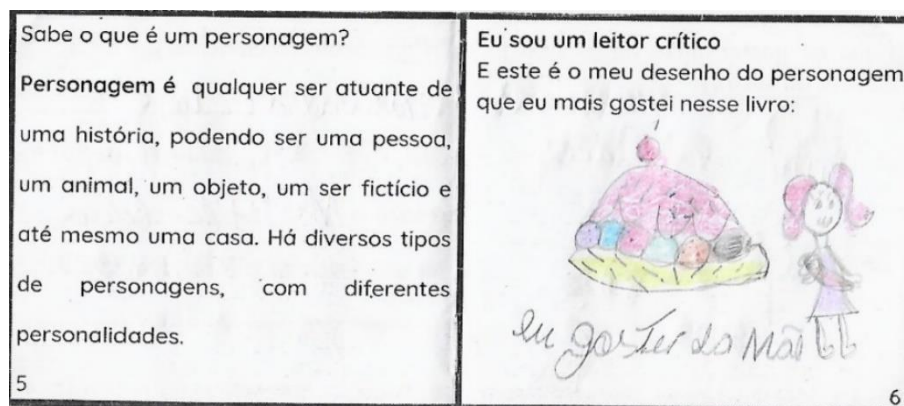 Sabe o que é um personagem?
Personagem é qualquer ser atuante de
uma história, podendo ser uma pessoa,
um animal, um objeto, um ser fictício e
até mesmo uma casa. Há diversos tipos
de personagens, com diferentes
personalidades.
5
Eu sou um leitor crítico
E este é o meu desenho do personagem
que eu mais gostei nesse livro:
eu goster da Mãi
6